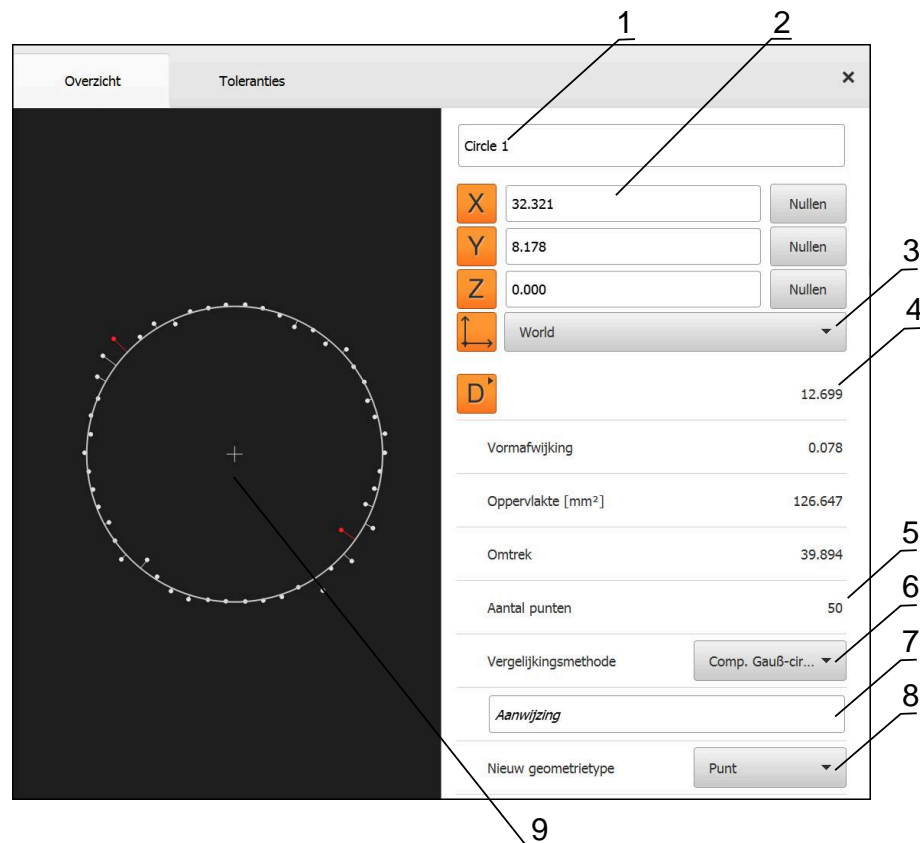 1 2
Overzicht Toleranties ×
Circle 1
X 32.321 Nullen
Y 8.178 Nullen
3
Z 0.000 Nullen
4
World
D 12.699
Vormafwijking 0.078
Oppervlakte [mm²] 126.647
5
Omtrek 39.894
6
Aantal punten 50
7
Vergelijkingsmethode Comp. Gauß-cir...
8
Aanwijzing
Nieuw geometrietype Punt
9